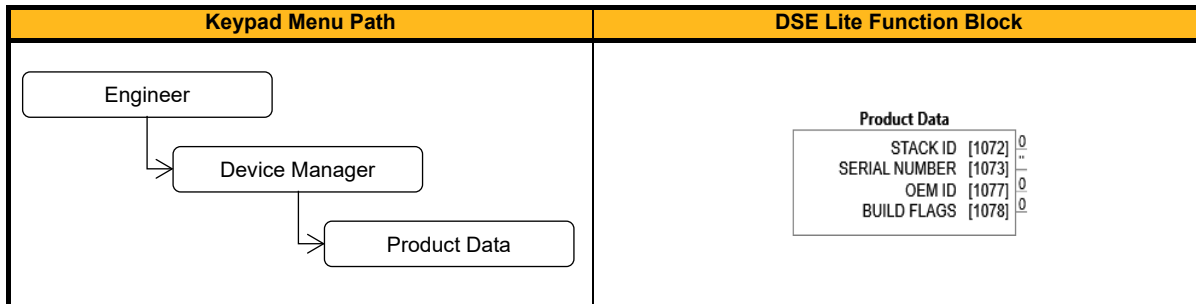 Keypad Menu Path
DSE Lite Function Block
Engineer
Device Manager
Product Data
Product Data
STACK ID [1072] 0
SERIAL NUMBER [1073] ''
OEM ID [1077] 0
BUILD FLAGS [1078] 0